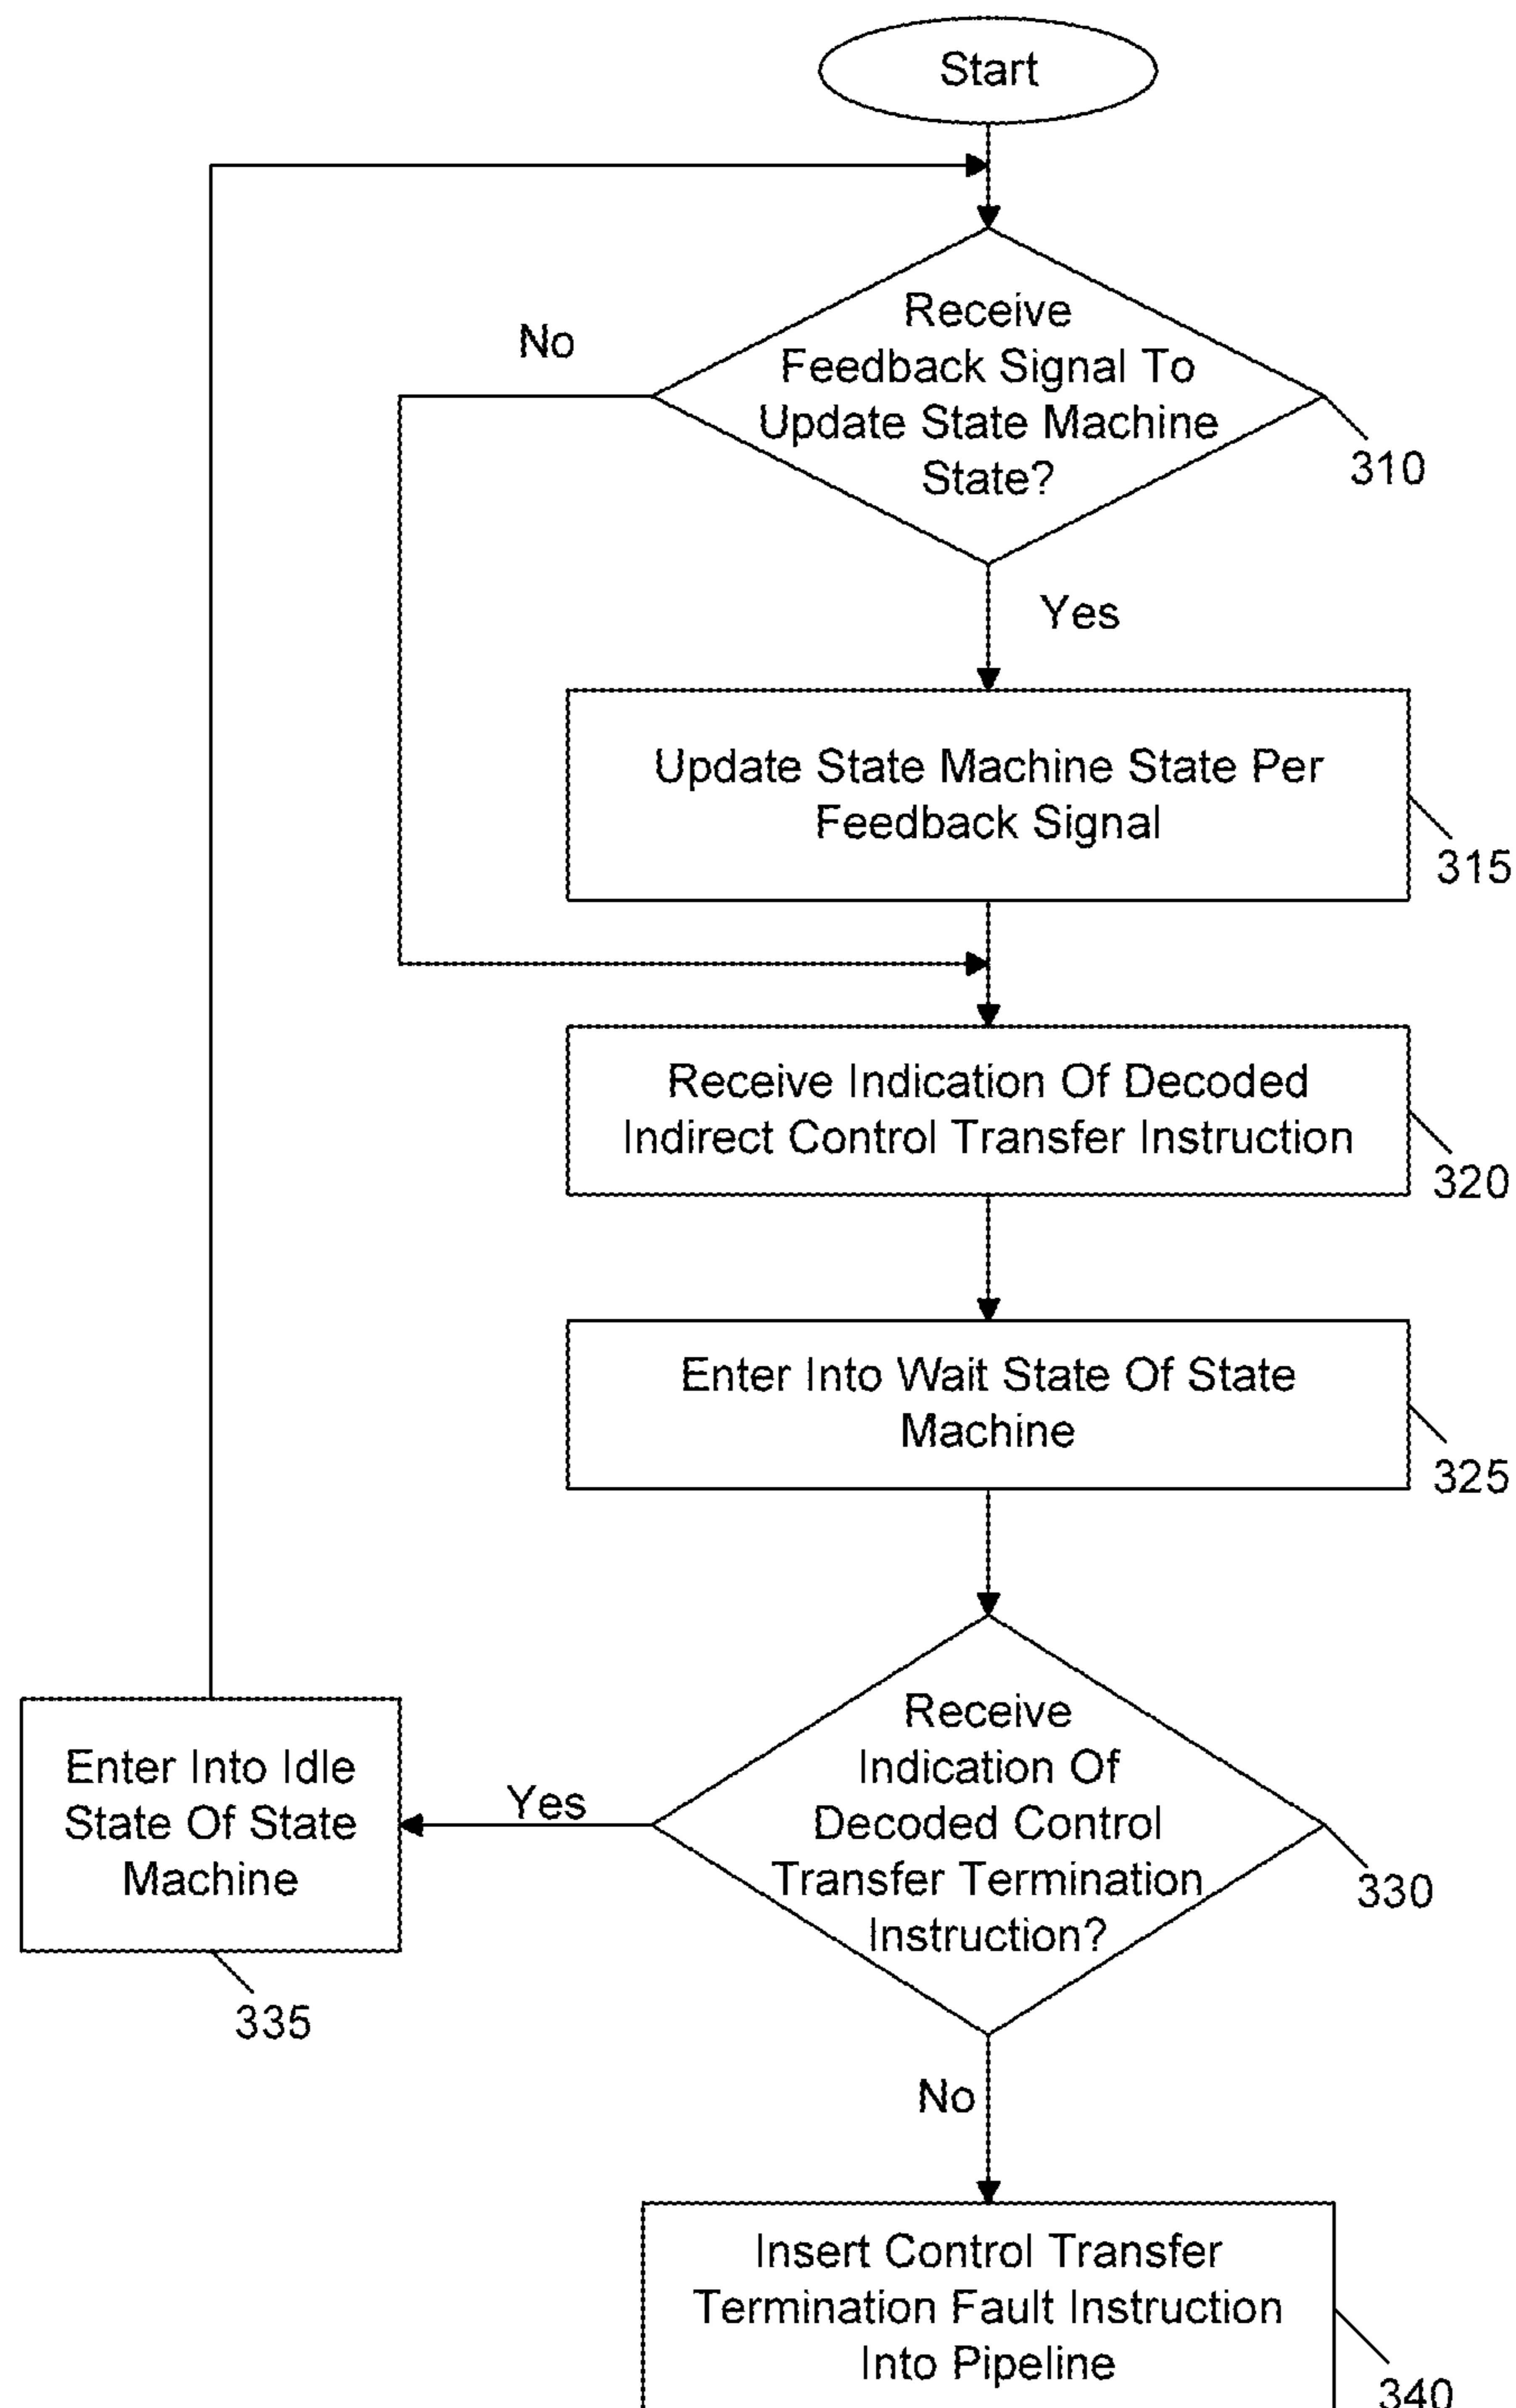 Start
No
Receive
Feedback Signal To
Update State Machine
State?
310
Yes
Update State Machine State Per
Feedback Signal
315
Receive Indication Of Decoded
Indirect Control Transfer Instruction
320
Enter Into Wait State Of State
Machine
325
Receive
Indication Of
Decoded Control
Transfer Termination
Instruction?
330
Yes
Enter Into Idle
State Of State
Machine
335
No
Insert Control Transfer
Termination Fault Instruction
Into Pipeline
340